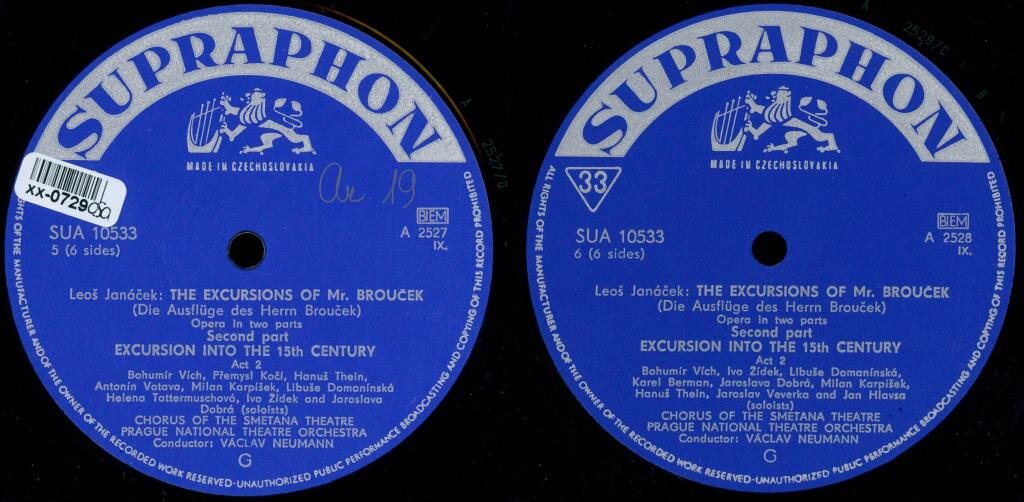 SUPRAPHON
MADE IN CZECHOSLOVAKIA
Ax 19
XX-0729080
BIEM
SUA 10533
A 2527
5 (6 sides)
IX.
Leoš Janáček: THE EXCURSIONS OF Mr. BROUČEK
(Die Ausflüge des Herrn Brouček)
Opera in two parts
Second part
EXCURSION INTO THE 15th CENTURY
Act 2
Bohumír Vích, Přemysl Kočí, Hanuš Thein,
Antonín Votava, Milan Karpíšek, Libuše Domanínská
Helena Tattermuschová, Ivo Žídek and Jaroslava
Dobrá (soloists)
CHORUS OF THE SMETANA THEATRE
PRAGUE NATIONAL THEATRE ORCHESTRA
Conductor: VÁCLAV NEUMANN
G
RIGHTS OF THE MANUFACTURER AND OF THE OWNER OF THE RECORDED WORK RESERVED-UNAUTHORIZED PUBLIC PERFORMANCE BROADCASTING AND COPYING OF THIS RECORD PROHIBITED
A
2527/D
SUPRAPHON
MADE IN CZECHOSLOVAKIA
33
BIEM
SUA 10533
A 2528
6 (6 sides)
IX.
Leoš Janáček: THE EXCURSIONS OF Mr. BROUČEK
(Die Ausflüge des Herrn Brouček)
Opera in two parts
Second part
EXCURSION INTO THE 15th CENTURY
Act 2
Bohumír Vích, Ivo Žídek, Libuše Domanínská,
Karel Berman, Jaroslava Dobrá, Milan Karpíšek,
Hanuš Thein, Jaroslav Veverka and Jan Hlavsa
(soloists)
CHORUS OF THE SMETANA THEATRE
PRAGUE NATIONAL THEATRE ORCHESTRA
Conductor: VÁCLAV NEUMANN
G
ALL RIGHTS OF THE MANUFACTURER AND OF THE OWNER OF THE RECORDED WORK RESERVED-UNAUTHORIZED PUBLIC PERFORMANCE BROADCASTING AND COPYING OF THIS RECORD PROHIBITED
A
2528/C
B